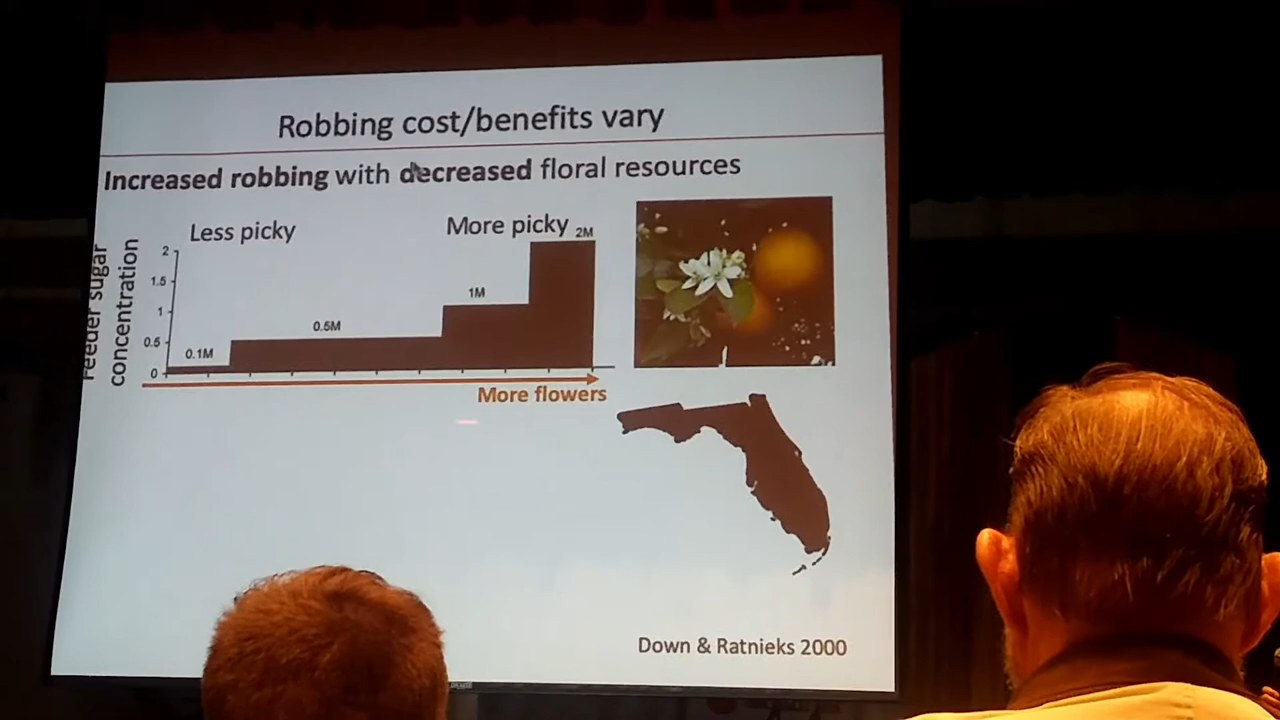 Robbing cost/benefits vary
Increased robbing with decreased floral resources
Less picky
More picky
2M
1M
0.5M
0.1M
2
1.5
1
0.5
0
Feeder sugar
concentration
More flowers
Down & Ratnieks 2000